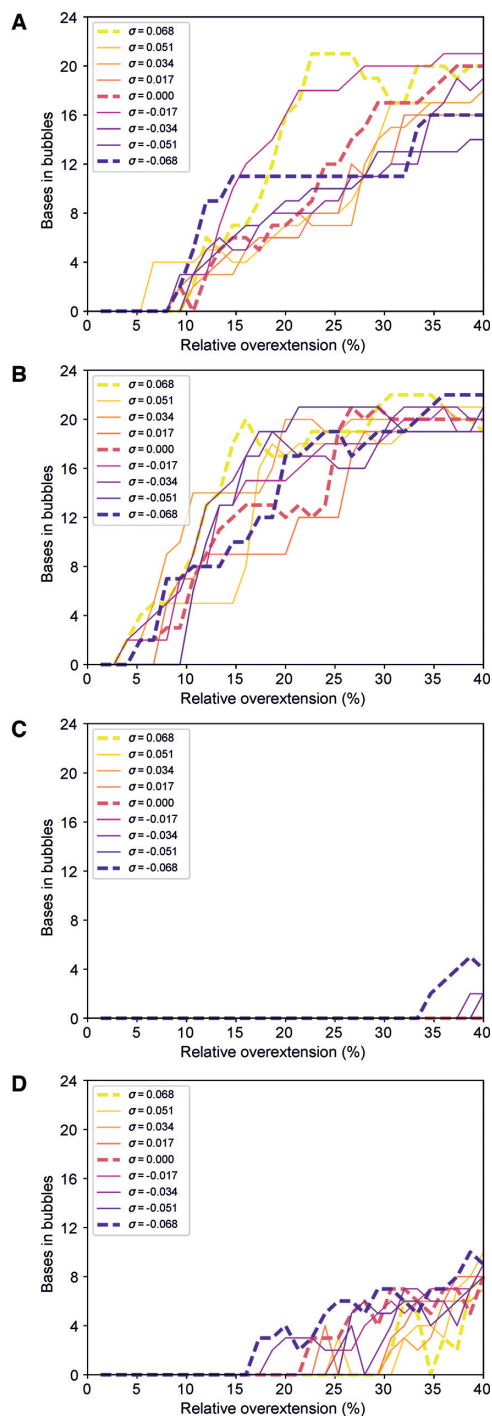 A
Bases in bubbles
24
20
16
12
8
4
0
σ = 0.068
σ = 0.051
σ = 0.034
σ = 0.017
σ = 0.000
σ = -0.017
σ = -0.034
σ = -0.051
σ = -0.068
0 5 10 15 20 25 30 35 40
Relative overextension (%)
B
Bases in bubbles
24
20
16
12
8
4
0
σ = 0.068
σ = 0.051
σ = 0.034
σ = 0.017
σ = 0.000
σ = -0.017
σ = -0.034
σ = -0.051
σ = -0.068
0 5 10 15 20 25 30 35 40
Relative overextension (%)
C
Bases in bubbles
24
20
16
12
8
4
0
σ = 0.068
σ = 0.051
σ = 0.034
σ = 0.017
σ = 0.000
σ = -0.017
σ = -0.034
σ = -0.051
σ = -0.068
0 5 10 15 20 25 30 35 40
Relative overextension (%)
D
Bases in bubbles
24
20
16
12
8
4
0
σ = 0.068
σ = 0.051
σ = 0.034
σ = 0.017
σ = 0.000
σ = -0.017
σ = -0.034
σ = -0.051
σ = -0.068
0 5 10 15 20 25 30 35 40
Relative overextension (%)